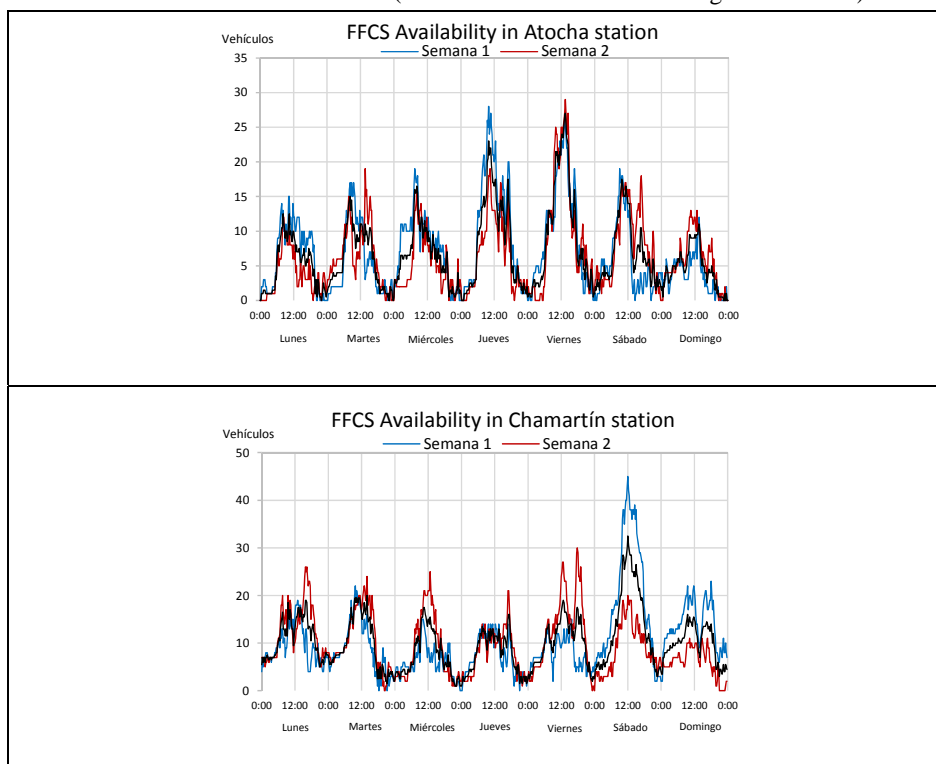 FFCS Availability in Atocha station
Vehículos
Semana 1 Semana 2
35
30
25
20
15
10
5
0
0:00 12:00 0:00 12:00 0:00 12:00 0:00 12:00 0:00 12:00 0:00 12:00 0:00 12:00 0:00
Lunes Martes Miércoles Jueves Viernes Sábado Domingo
FFCS Availability in Chamartín station
Vehículos
Semana 1 Semana 2
50
40
30
20
10
0
0:00 12:00 0:00 12:00 0:00 12:00 0:00 12:00 0:00 12:00 0:00 12:00 0:00 12:00 0:00
Lunes Martes Miércoles Jueves Viernes Sábado Domingo